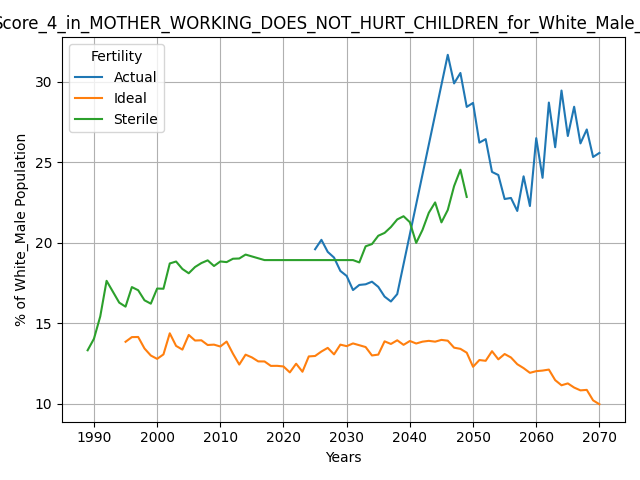 Score_4_in_MOTHER_WORKING_DOES_NOT_HURT_CHILDREN_for_White_Male_
Fertility
Actual
Ideal
Sterile
% of White_Male Population
30
25
20
15
10
1990 2000 2010 2020 2030 2040 2050 2060 2070
Years